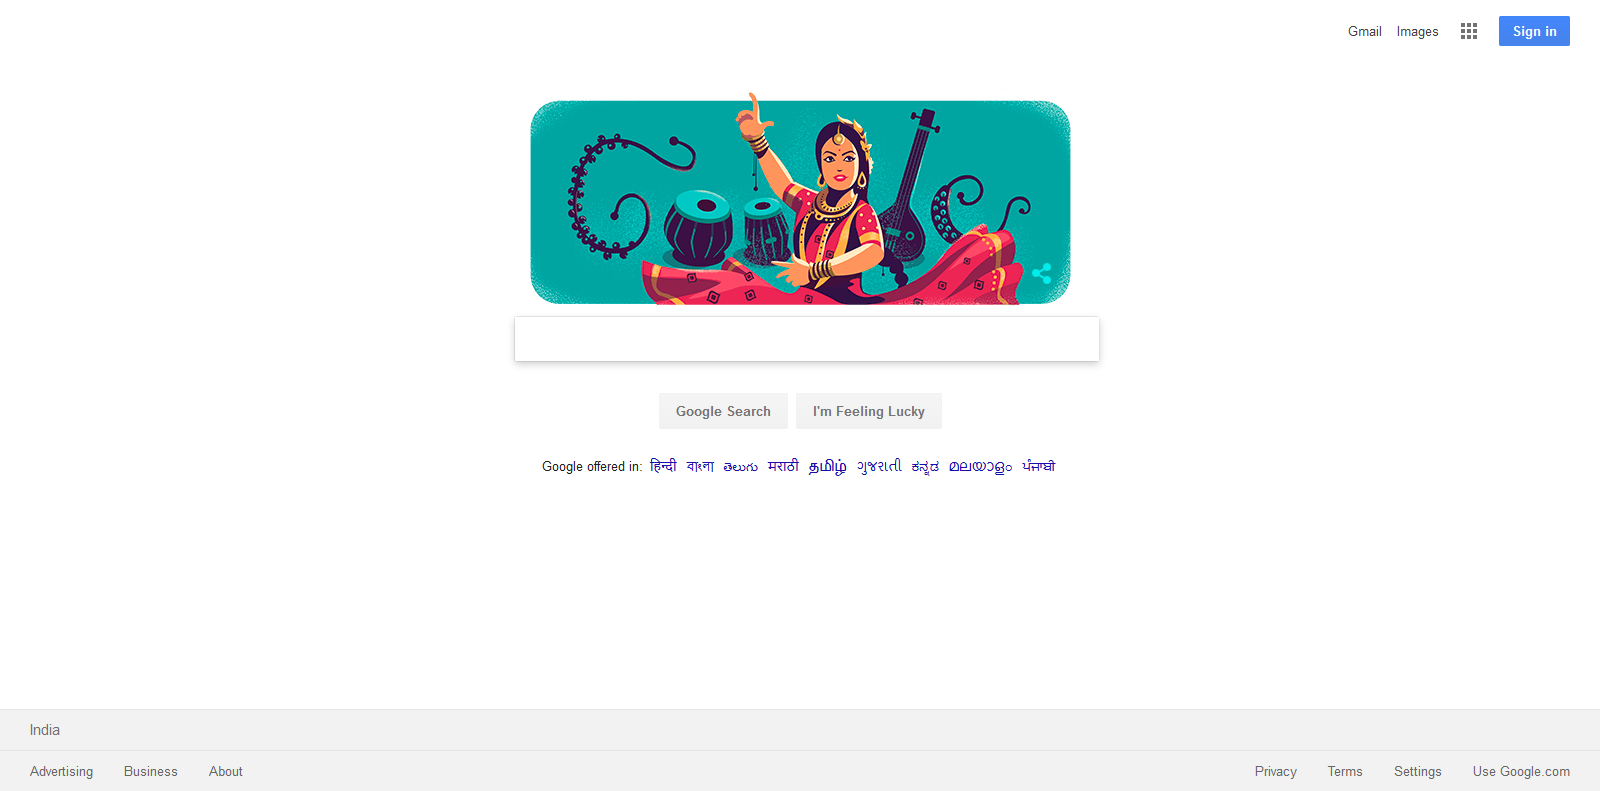 Gmail Images Sign in
Google
Google Search I'm Feeling Lucky
Google offered in: हिन्दी বাংলা తెలుగు मराठी தமிழ் ગુજરાતી ಕನ್ನಡ മലയാളം ਪੰਜਾਬੀ
India
Advertising Business About Privacy Terms Settings Use Google.com